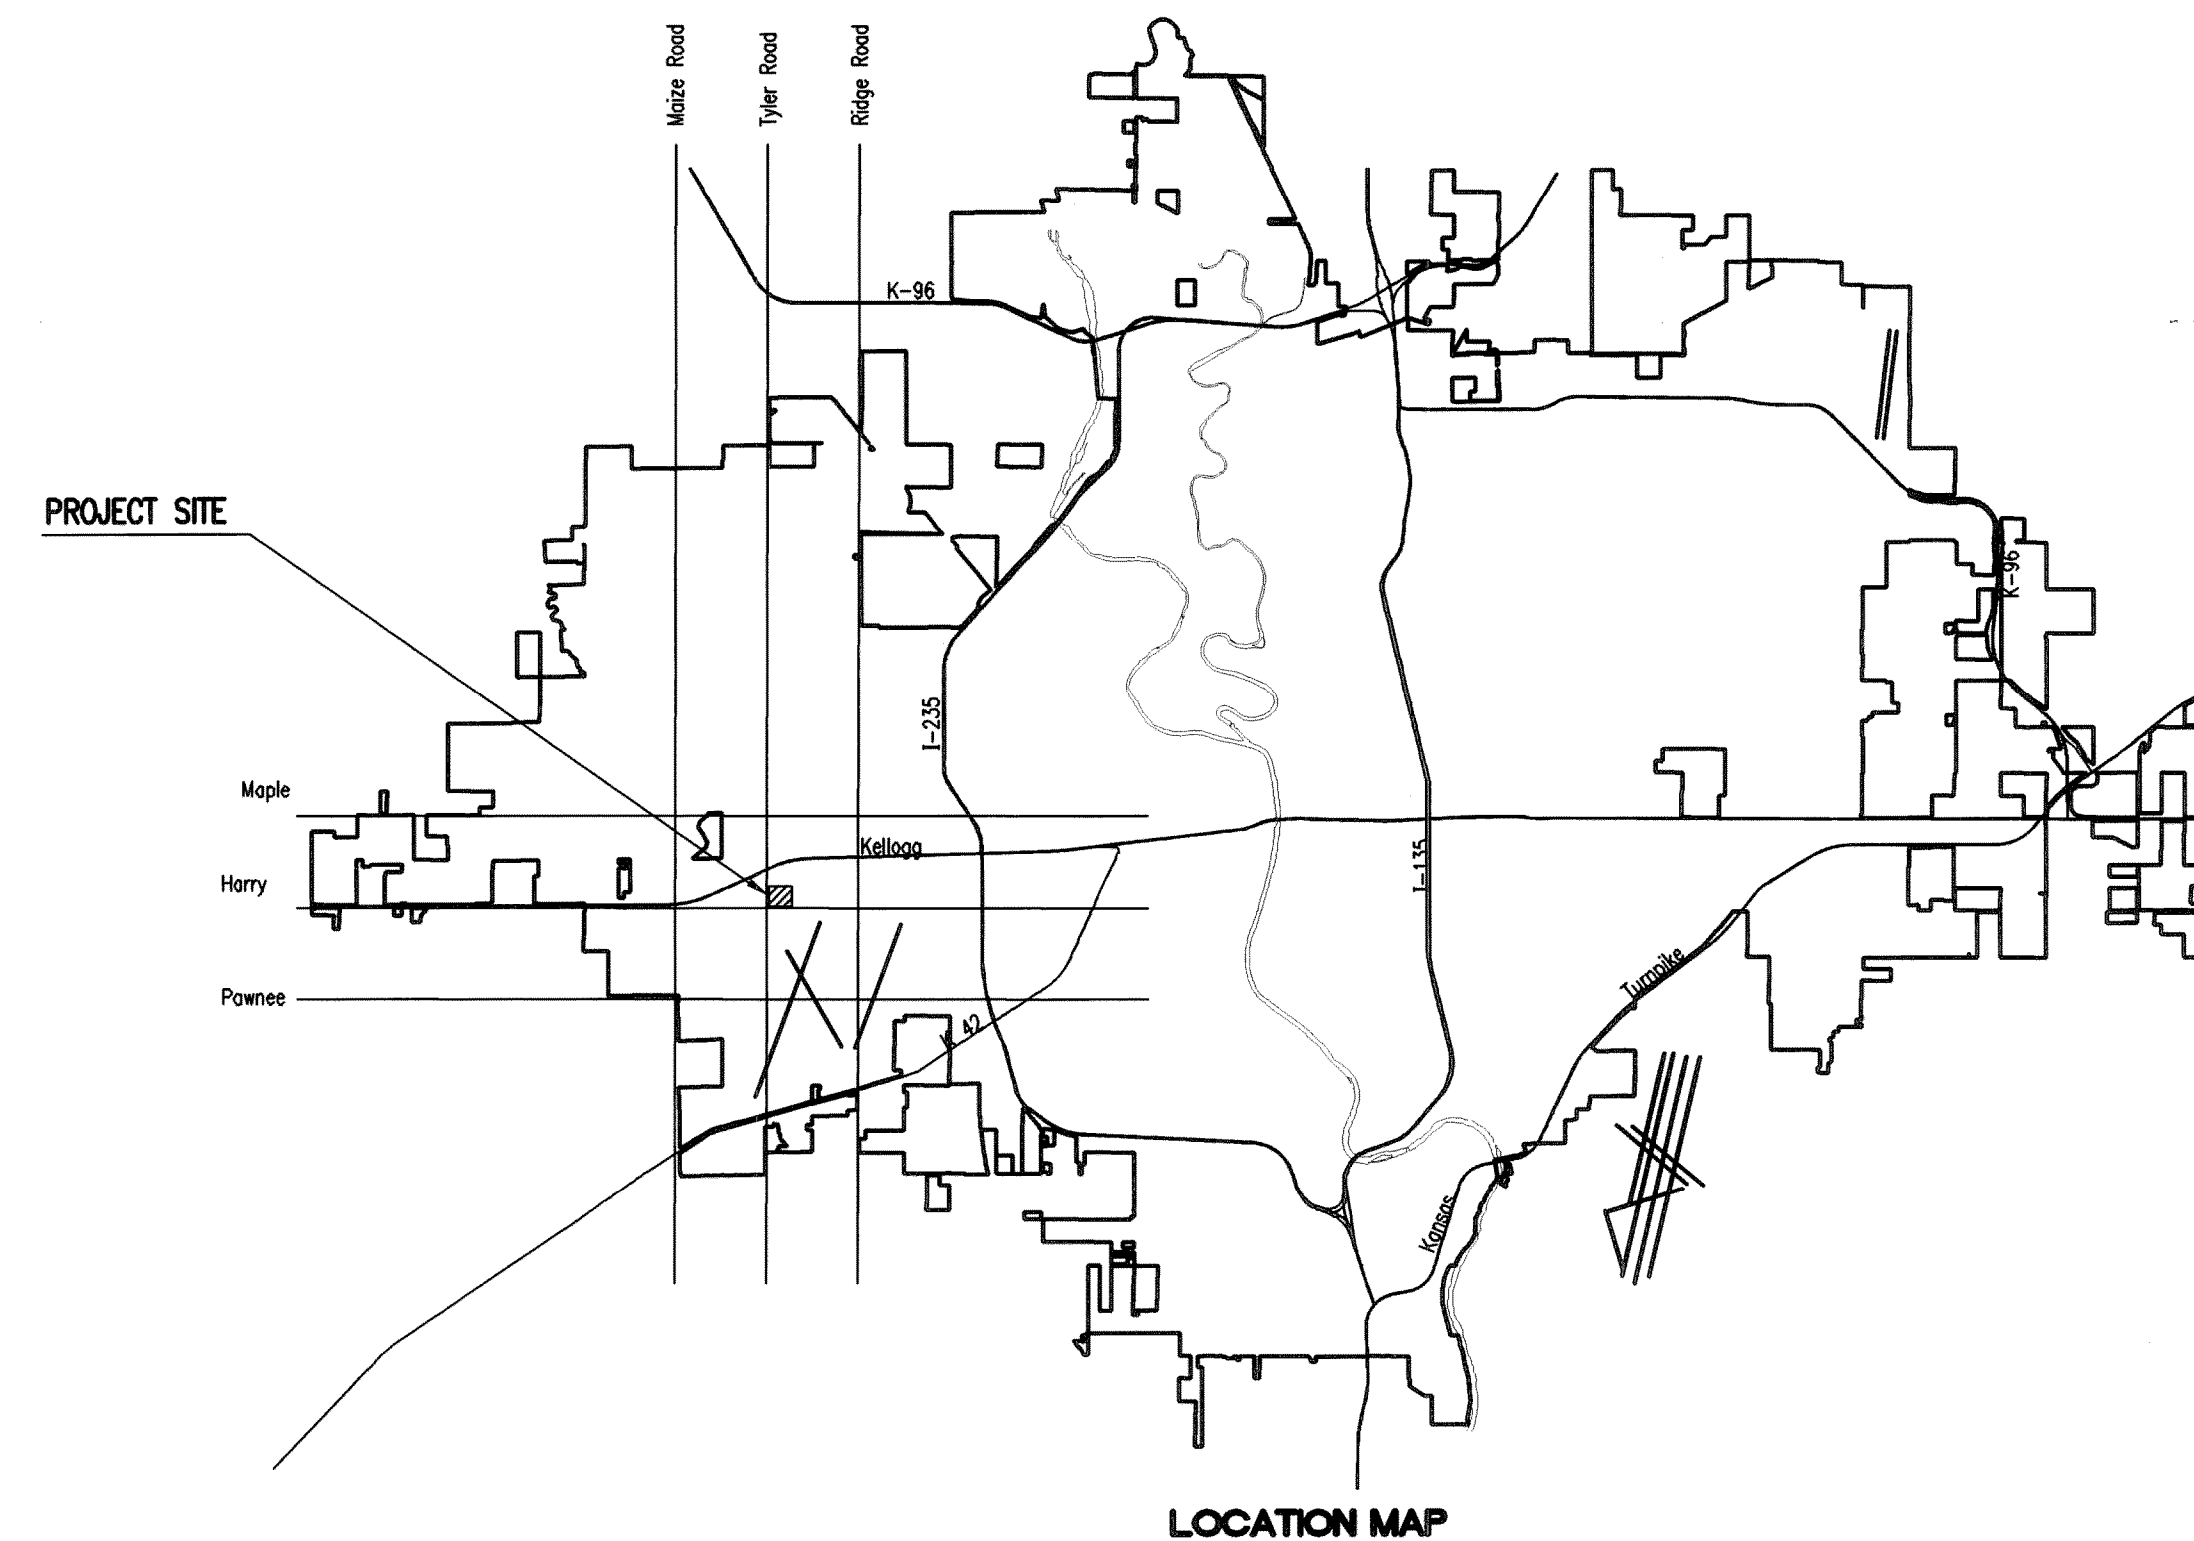 Maize Road
Tyler Road
Ridge Road
K-96
PROJECT SITE
K-96
I-235
Maple
Kellogg
I-135
Harry
Turnpike
Pawnee
K-42
Kansas
LOCATION MAP